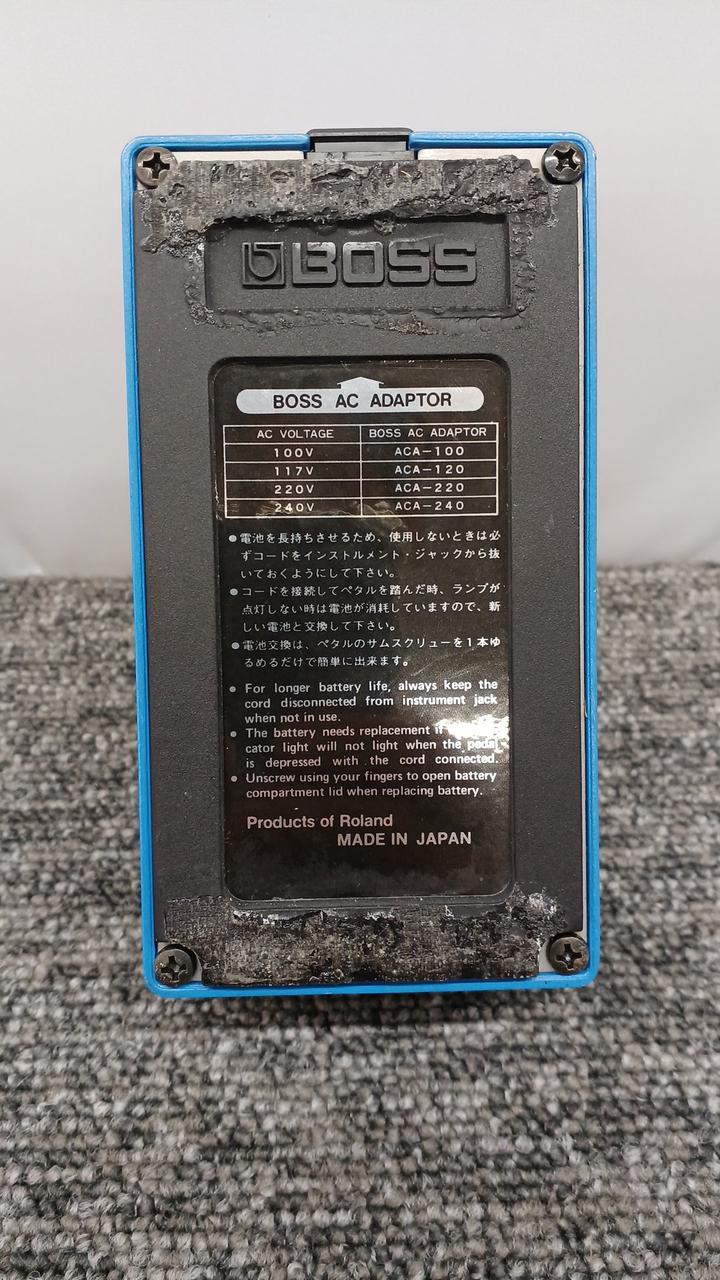 BOSS
BOSS AC ADAPTOR
AC VOLTAGE BOSS AC ADAPTOR
100V ACA-100
117V ACA-120
220V ACA-220
240V ACA-240
●電池を長持ちさせるため、使用しないときは必
ずコードをインストルメント・ジャックから抜
いておくようにして下さい。
●コードを接続してペタルを踏んだ時、ランプが
点灯しない時は電池が消耗していますので、新
しい電池と交換して下さい。
●電池交換は、ペタルのサムスクリューを1本ゆ
るめるだけで簡単に出来ます。
● For longer battery life, always keep the
cord disconnected from instrument jack
when not in use.
● The battery needs replacement if
cator light will not light when the pedal
is depressed with the cord connected.
● Unscrew using your fingers to open battery
compartment lid when replacing battery.
Products of Roland
MADE IN JAPAN